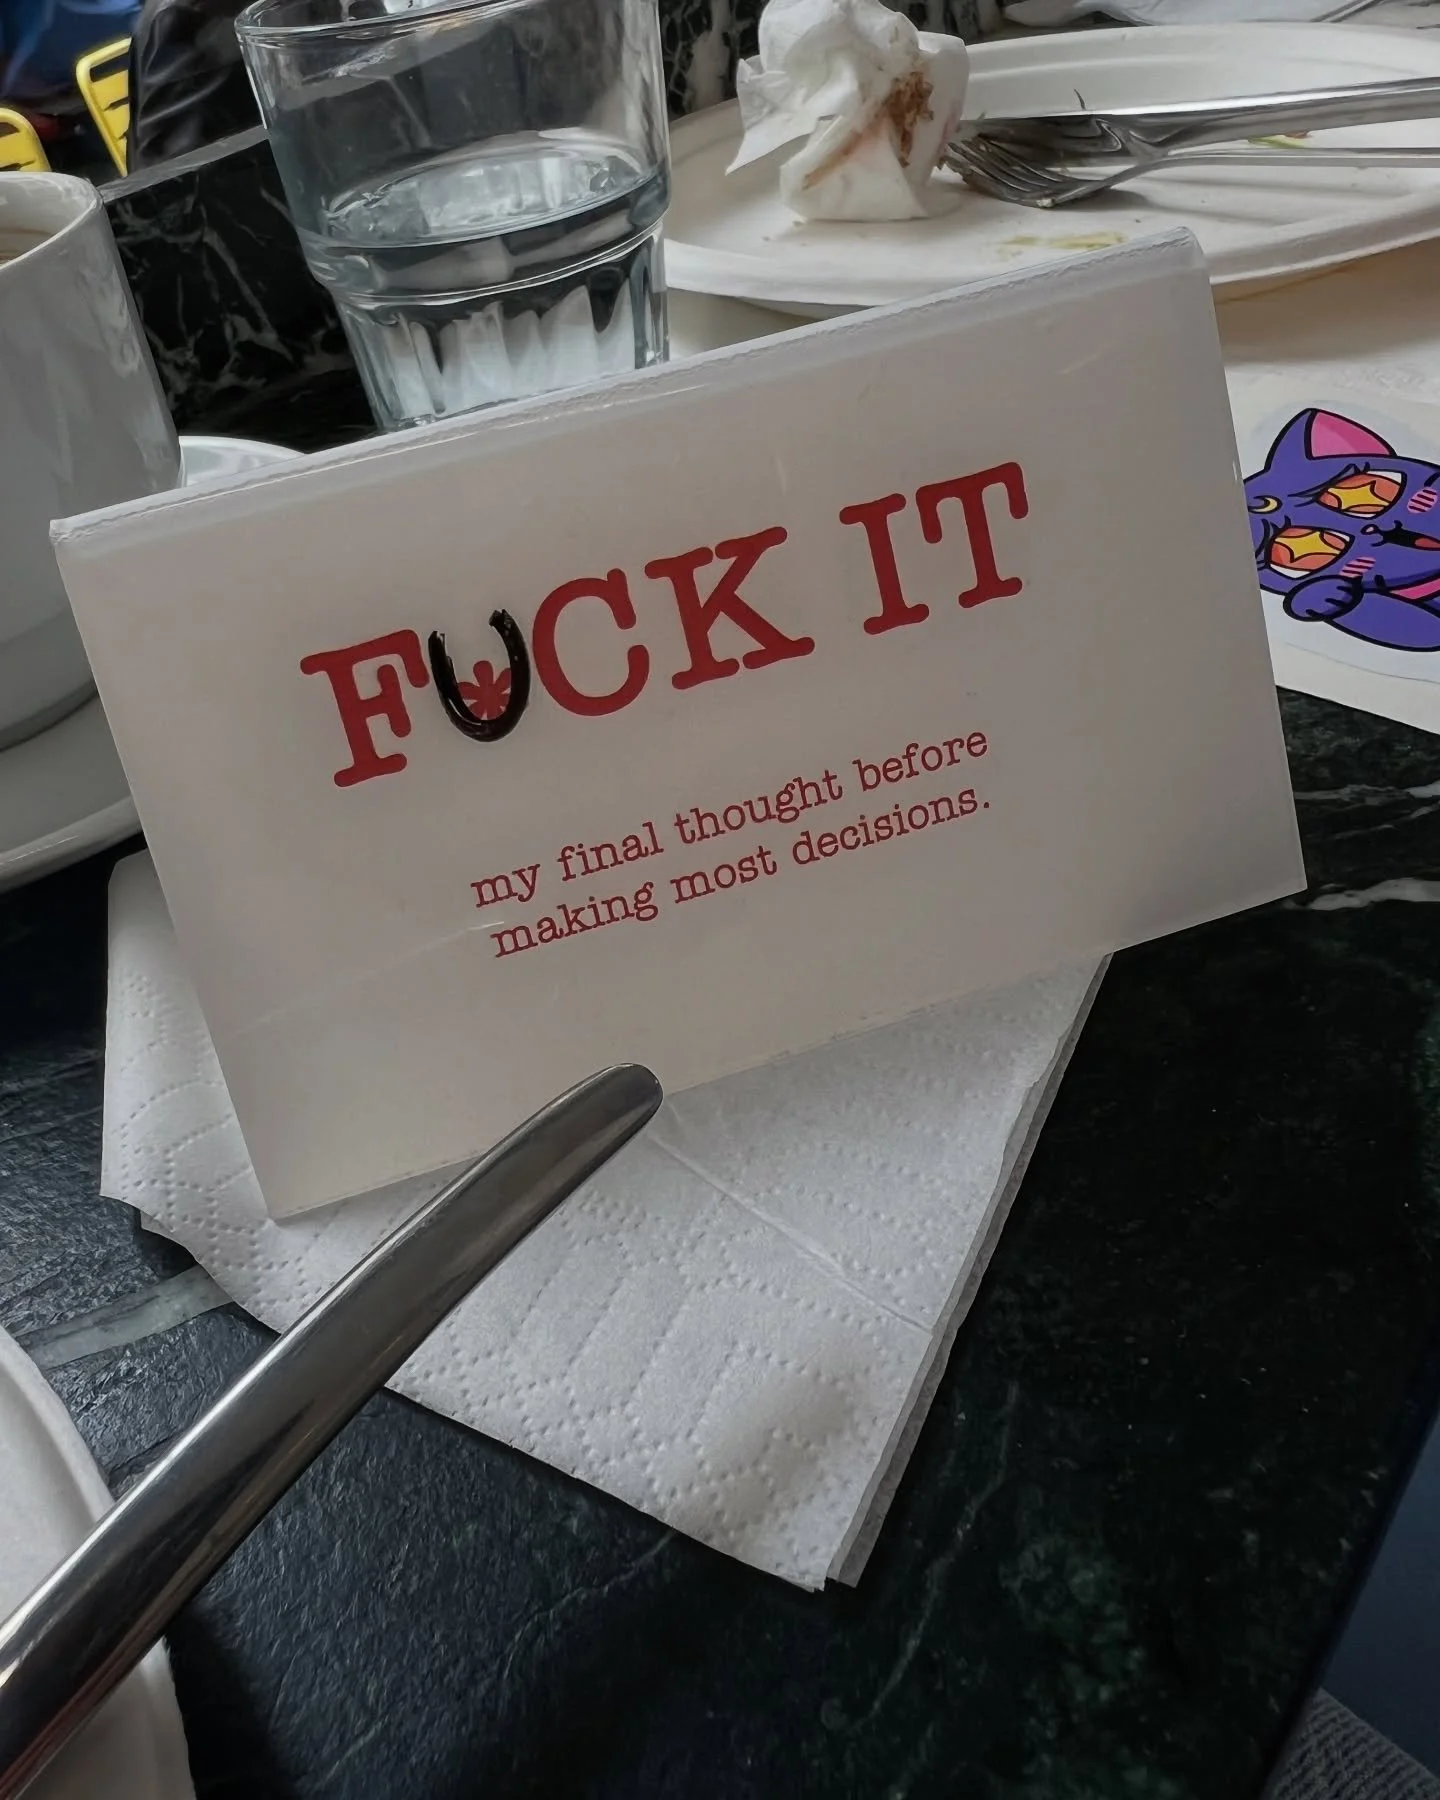 FUCK IT
my final thought before
making most decisions.